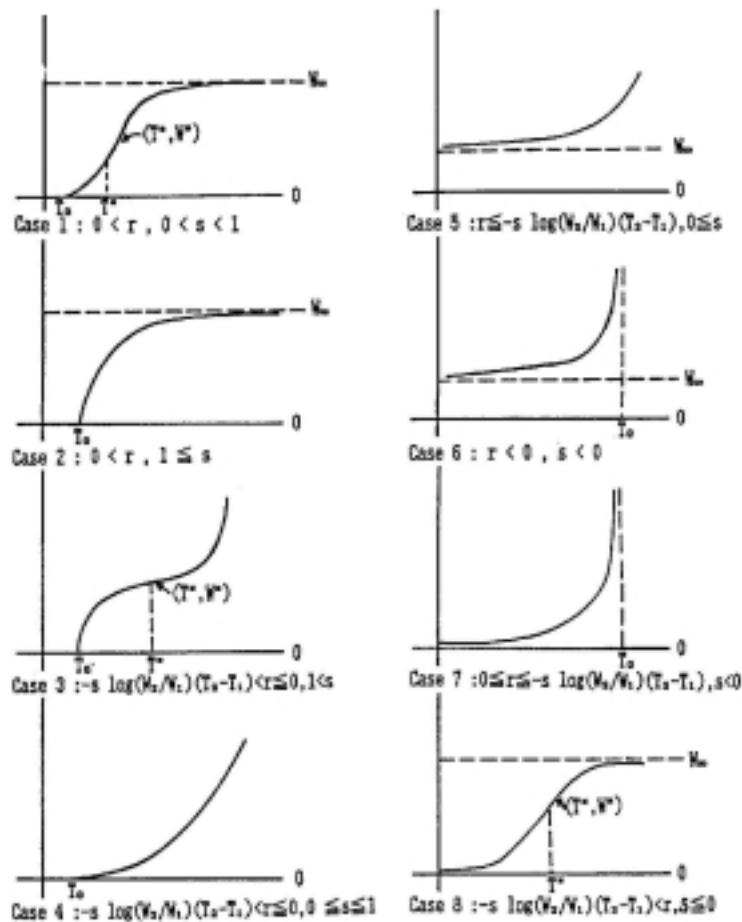 W∞
(T*,W*)
0
T₀ T*
Case 1 : 0 < r , 0 < s < 1
W∞
0
T₀
Case 2 : 0 < r , 1 ≦ s
(T*,W*)
0
T₀ T*
Case 3 :-s log(W₂/W₁)(T₂-T₁)<r≦0,1<s
0
T₀
Case 4 :-s log(W₂/W₁)(T₂-T₁)<r≦0,0 ≦s≦1
W∞
0
Case 5 :r≦-s log(W₂/W₁)(T₂-T₁),0≦s
W∞
0
T₀
Case 6 : r < 0 , s < 0
0
T₀
Case 7 :0≦r≦-s log(W₂/W₁)(T₂-T₁),s<0
W∞
(T*,W*)
0
T*
Case 8 :-s log(W₂/W₁)(T₂-T₁)<r,s≦0